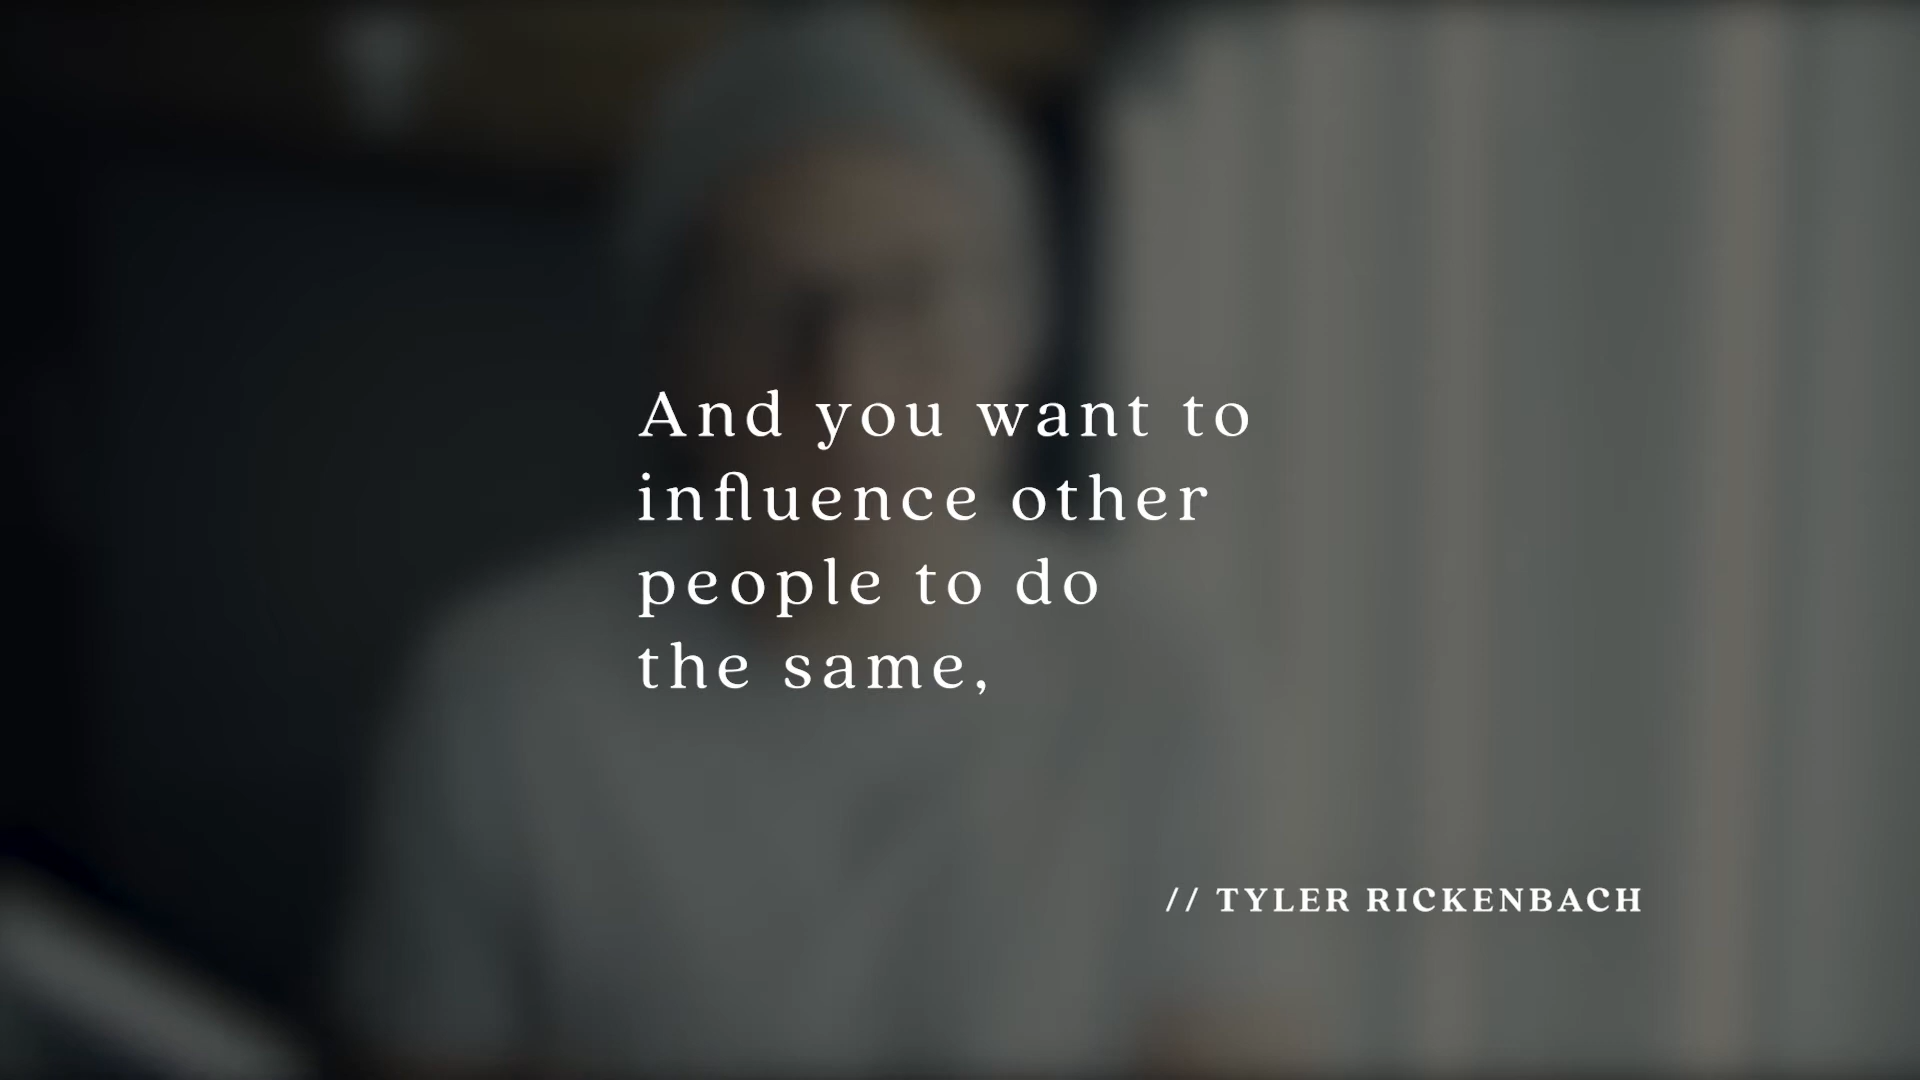 And you want to
influence other
people to do
the same,
// TYLER RICKENBACH